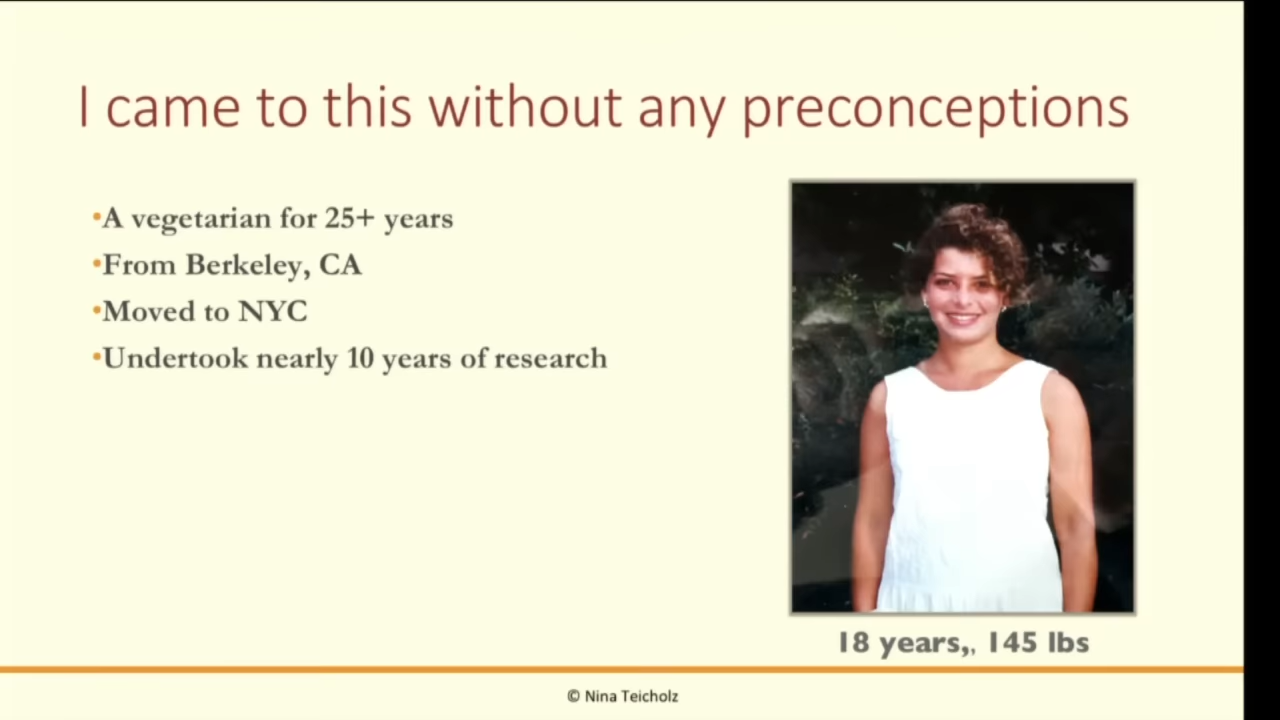 I came to this without any preconceptions
•A vegetarian for 25+ years
•From Berkeley, CA
•Moved to NYC
•Undertook nearly 10 years of research
18 years,, 145 lbs
© Nina Teicholz